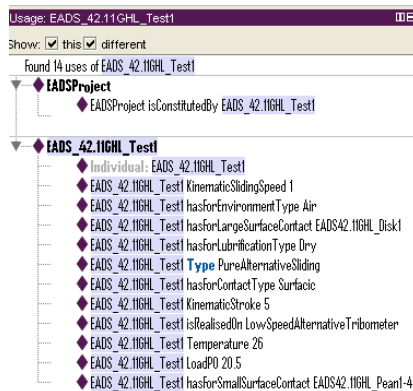 Usage: EADS_42.11GHL_Test1
Show: this different
Found 14 uses of EADS_42.11GHL_Test1
EADSProject
EADSProject isConstitutedBy EADS_42.11GHL_Test1
EADS_42.11GHL_Test1
Individual: EADS_42.11GHL_Test1
EADS_42.11GHL_Test1 KinematicSlidingSpeed 1
EADS_42.11GHL_Test1 hasforEnvironmentType Air
EADS_42.11GHL_Test1 hasforLargeSurfaceContact EADS42.11GHL_Disk1
EADS_42.11GHL_Test1 hasforLubrificationType Dry
EADS_42.11GHL_Test1 Type PureAlternativeSliding
EADS_42.11GHL_Test1 hasforContactType Surfacic
EADS_42.11GHL_Test1 KinematicStroke 5
EADS_42.11GHL_Test1 isRealisedOn LowSpeedAlternativeTribometer
EADS_42.11GHL_Test1 Temperature 26
EADS_42.11GHL_Test1 LoadP0 20.5
EADS_42.11GHL_Test1 hasforSmallSurfaceContact EADS42.11GHL_Pean1-4